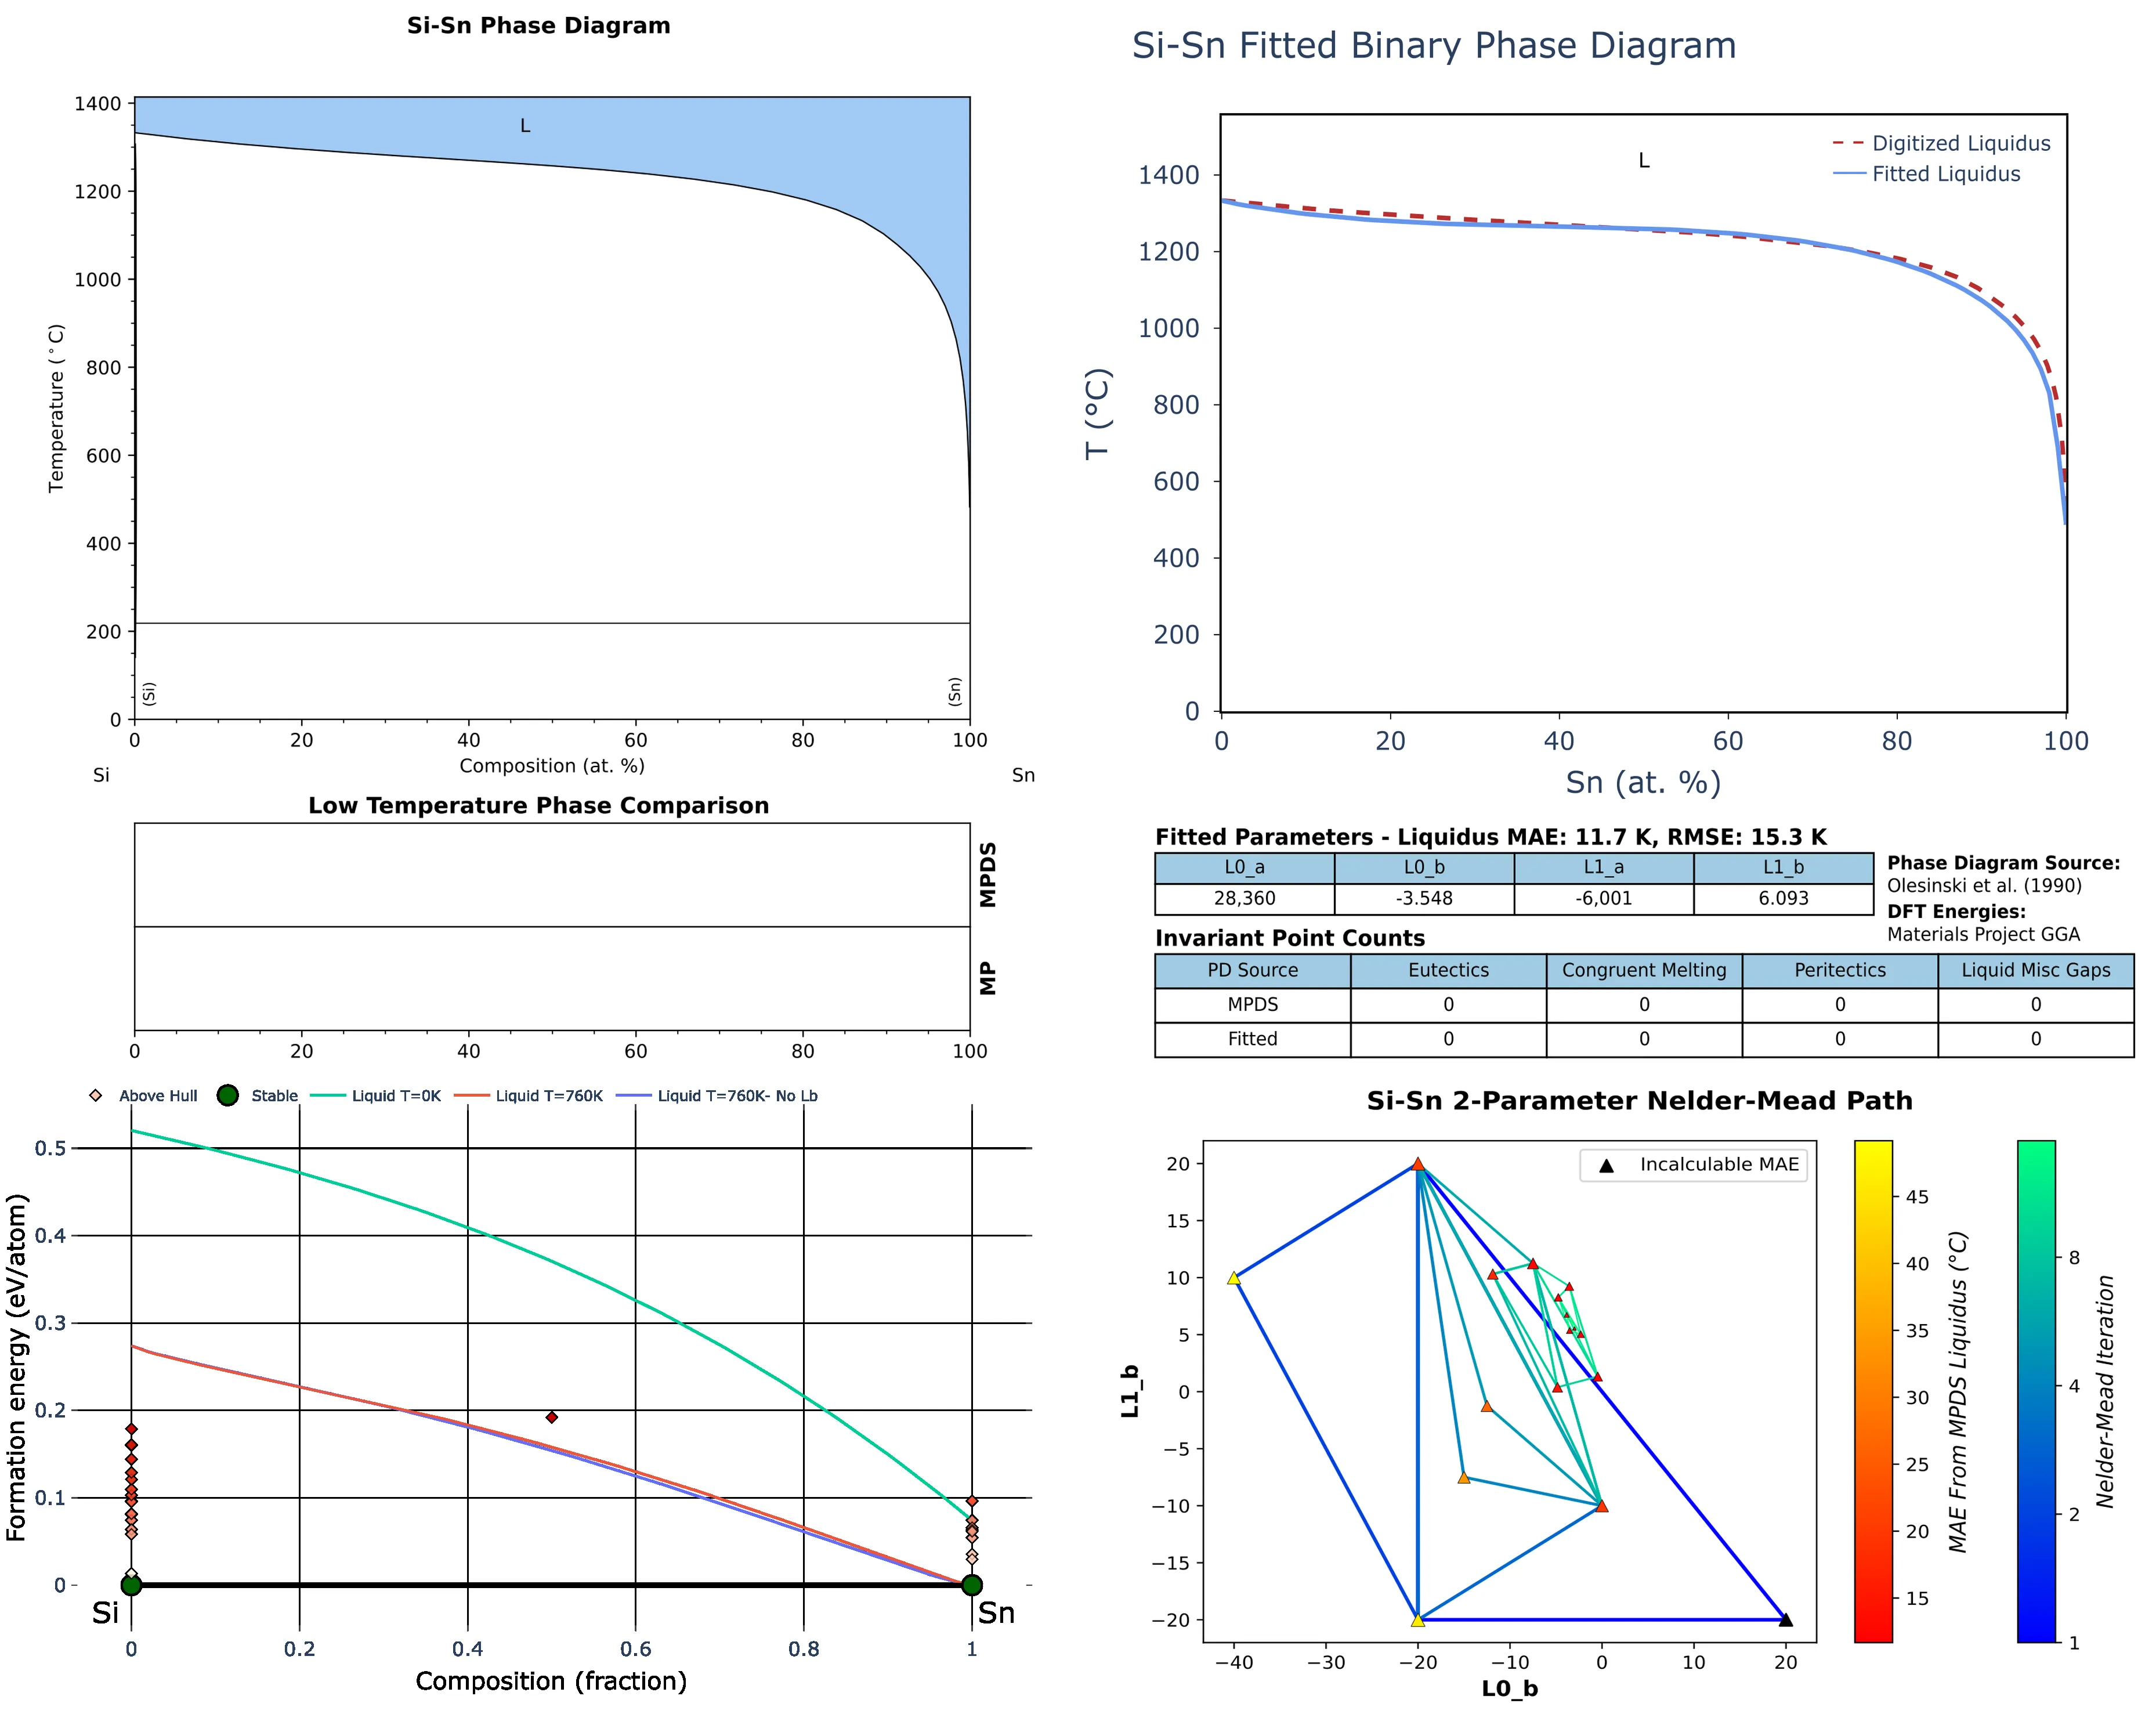 Si-Sn Phase Diagram
1400
1200
1000
800
600
400
200
0
Temperature (°C)
L
(Si)
(Sn)
0 20 40 60 80 100
Composition (at. %)
Si Sn
Si-Sn Fitted Binary Phase Diagram
L
Digitized Liquidus
Fitted Liquidus
1400
1200
1000
800
600
400
200
0
T (°C)
0 20 40 60 80 100
Sn (at. %)
Low Temperature Phase Comparison
MPDS
MP
0 20 40 60 80 100
Fitted Parameters - Liquidus MAE: 11.7 K, RMSE: 15.3 K
L0_a L0_b L1_a L1_b
28,360 -3.548 -6,001 6.093
Phase Diagram Source:
Olesinski et al. (1990)
DFT Energies:
Materials Project GGA
Invariant Point Counts
PD Source Eutectics Congruent Melting Peritectics Liquid Misc Gaps
MPDS 0 0 0 0
Fitted 0 0 0 0
Above Hull Stable Liquid T=0K Liquid T=760K Liquid T=760K- No Lb
0.5
0.4
0.3
0.2
0.1
0
Formation energy (eV/atom)
Si Sn
0 0.2 0.4 0.6 0.8 1
Composition (fraction)
Si-Sn 2-Parameter Nelder-Mead Path
Incalculable MAE
20
15
10
5
0
−5
−10
−15
−20
L1_b
−40 −30 −20 −10 0 10 20
L0_b
45
40
35
30
25
20
15
MAE From MPDS Liquidus (°C)
8
4
2
1
Nelder-Mead Iteration